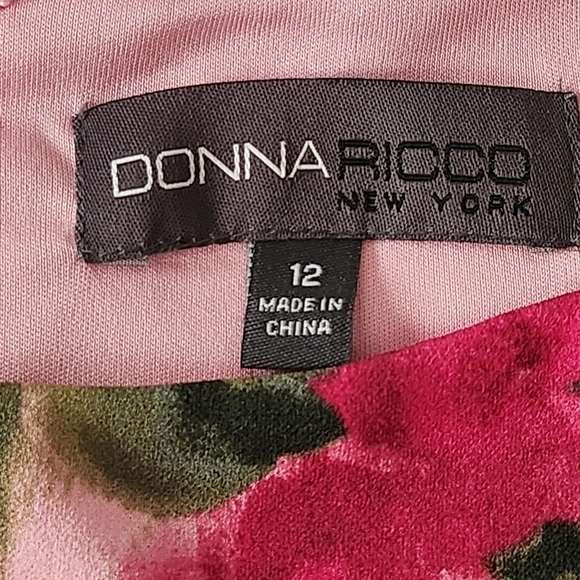 DONNA RICCO
NEW YORK
12
MADE IN
CHINA